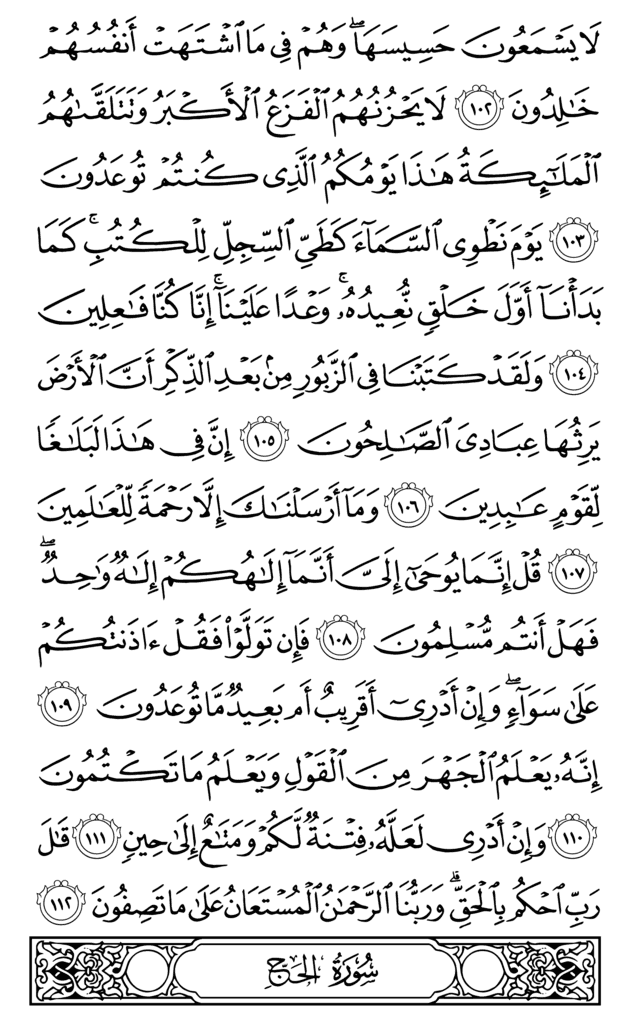 لَا يَسْمَعُونَ حَسِيسَهَا ۖ وَهُمْ فِي مَا ٱشْتَهَتْ أَنفُسُهُمْ
خَٰلِدُونَ ١٠٢ لَا يَحْزُنُهُمُ ٱلْفَزَعُ ٱلْأَكْبَرُ وَتَتَلَقَّىٰهُمُ
ٱلْمَلَٰٓئِكَةُ هَٰذَا يَوْمُكُمُ ٱلَّذِى كُنتُمْ تُوعَدُونَ
١٠٣ يَوْمَ نَطْوِى ٱلسَّمَآءَ كَطَىِّ ٱلسِّجِلِّ لِلْكُتُبِ ۚ كَمَا
بَدَأْنَآ أَوَّلَ خَلْقٍ نُّعِيدُهُۥ ۚ وَعْدًا عَلَيْنَآ ۚ إِنَّا كُنَّا فَٰعِلِينَ
١٠٤ وَلَقَدْ كَتَبْنَا فِى ٱلزَّبُورِ مِنۢ بَعْدِ ٱلذِّكْرِ أَنَّ ٱلْأَرْضَ
يَرِثُهَا عِبَادِىَ ٱلصَّٰلِحُونَ ١٠٥ إِنَّ فِى هَٰذَا لَبَلَٰغًا
لِّقَوْمٍ عَٰبِدِينَ ١٠٦ وَمَآ أَرْسَلْنَٰكَ إِلَّا رَحْمَةً لِّلْعَٰلَمِينَ
١٠٧ قُلْ إِنَّمَا يُوحَىٰٓ إِلَىَّ أَنَّمَآ إِلَٰهُكُمْ إِلَٰهٌ وَٰحِدٌ ۖ
فَهَلْ أَنتُم مُّسْلِمُونَ ١٠٨ فَإِن تَوَلَّوْا۟ فَقُلْ ءَاذَنتُكُمْ
عَلَىٰ سَوَآءٍ ۖ وَإِنْ أَدْرِىٓ أَقَرِيبٌ أَم بَعِيدٌ مَّا تُوعَدُونَ ١٠٩
إِنَّهُۥ يَعْلَمُ ٱلْجَهْرَ مِنَ ٱلْقَوْلِ وَيَعْلَمُ مَا تَكْتُمُونَ
١١٠ وَإِنْ أَدْرِى لَعَلَّهُۥ فِتْنَةٌ لَّكُمْ وَمَتَٰعٌ إِلَىٰ حِينٍ ١١١ قَٰلَ
رَبِّ ٱحْكُم بِٱلْحَقِّ ۗ وَرَبُّنَا ٱلرَّحْمَٰنُ ٱلْمُسْتَعَانُ عَلَىٰ مَا تَصِفُونَ ١١٢
سُورَةُ الحَجِّ